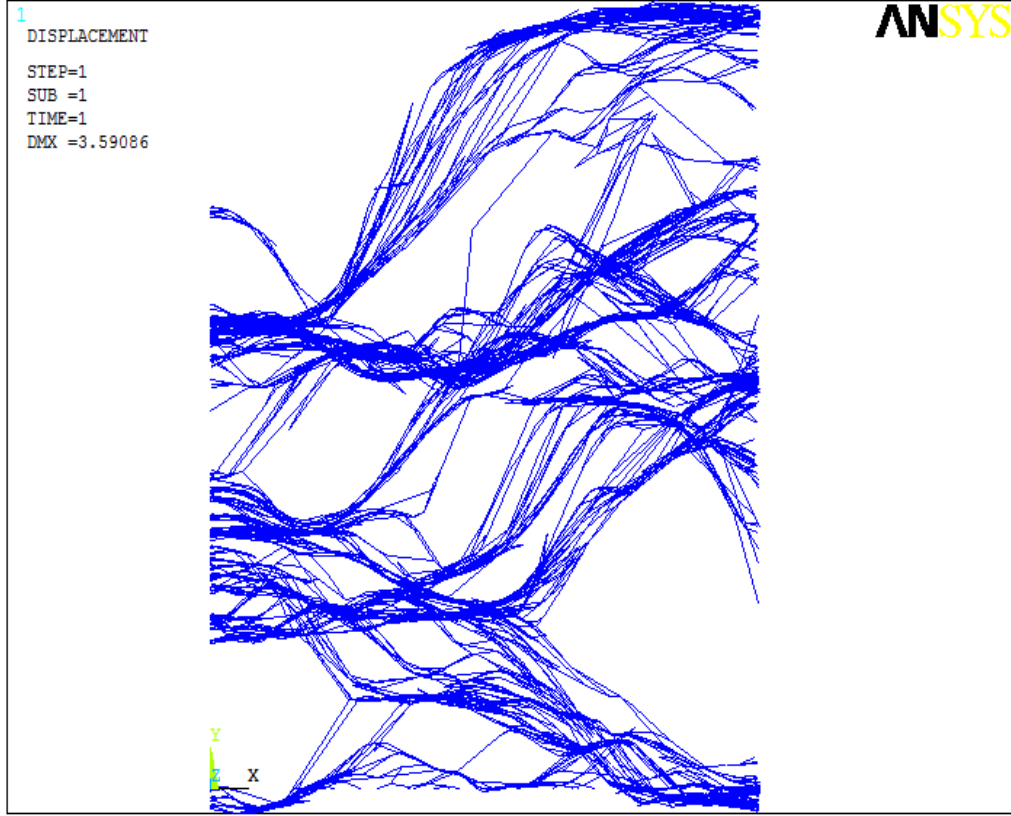 1
DISPLACEMENT
ANSYS
STEP=1
SUB =1
TIME=1
DMX =3.59086
Y
Z X